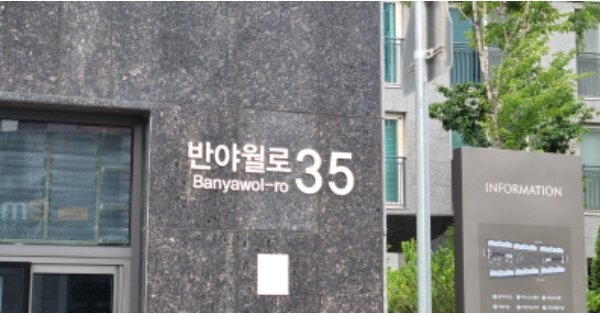 반야월로 35
Banyawol-ro
INFORMATION